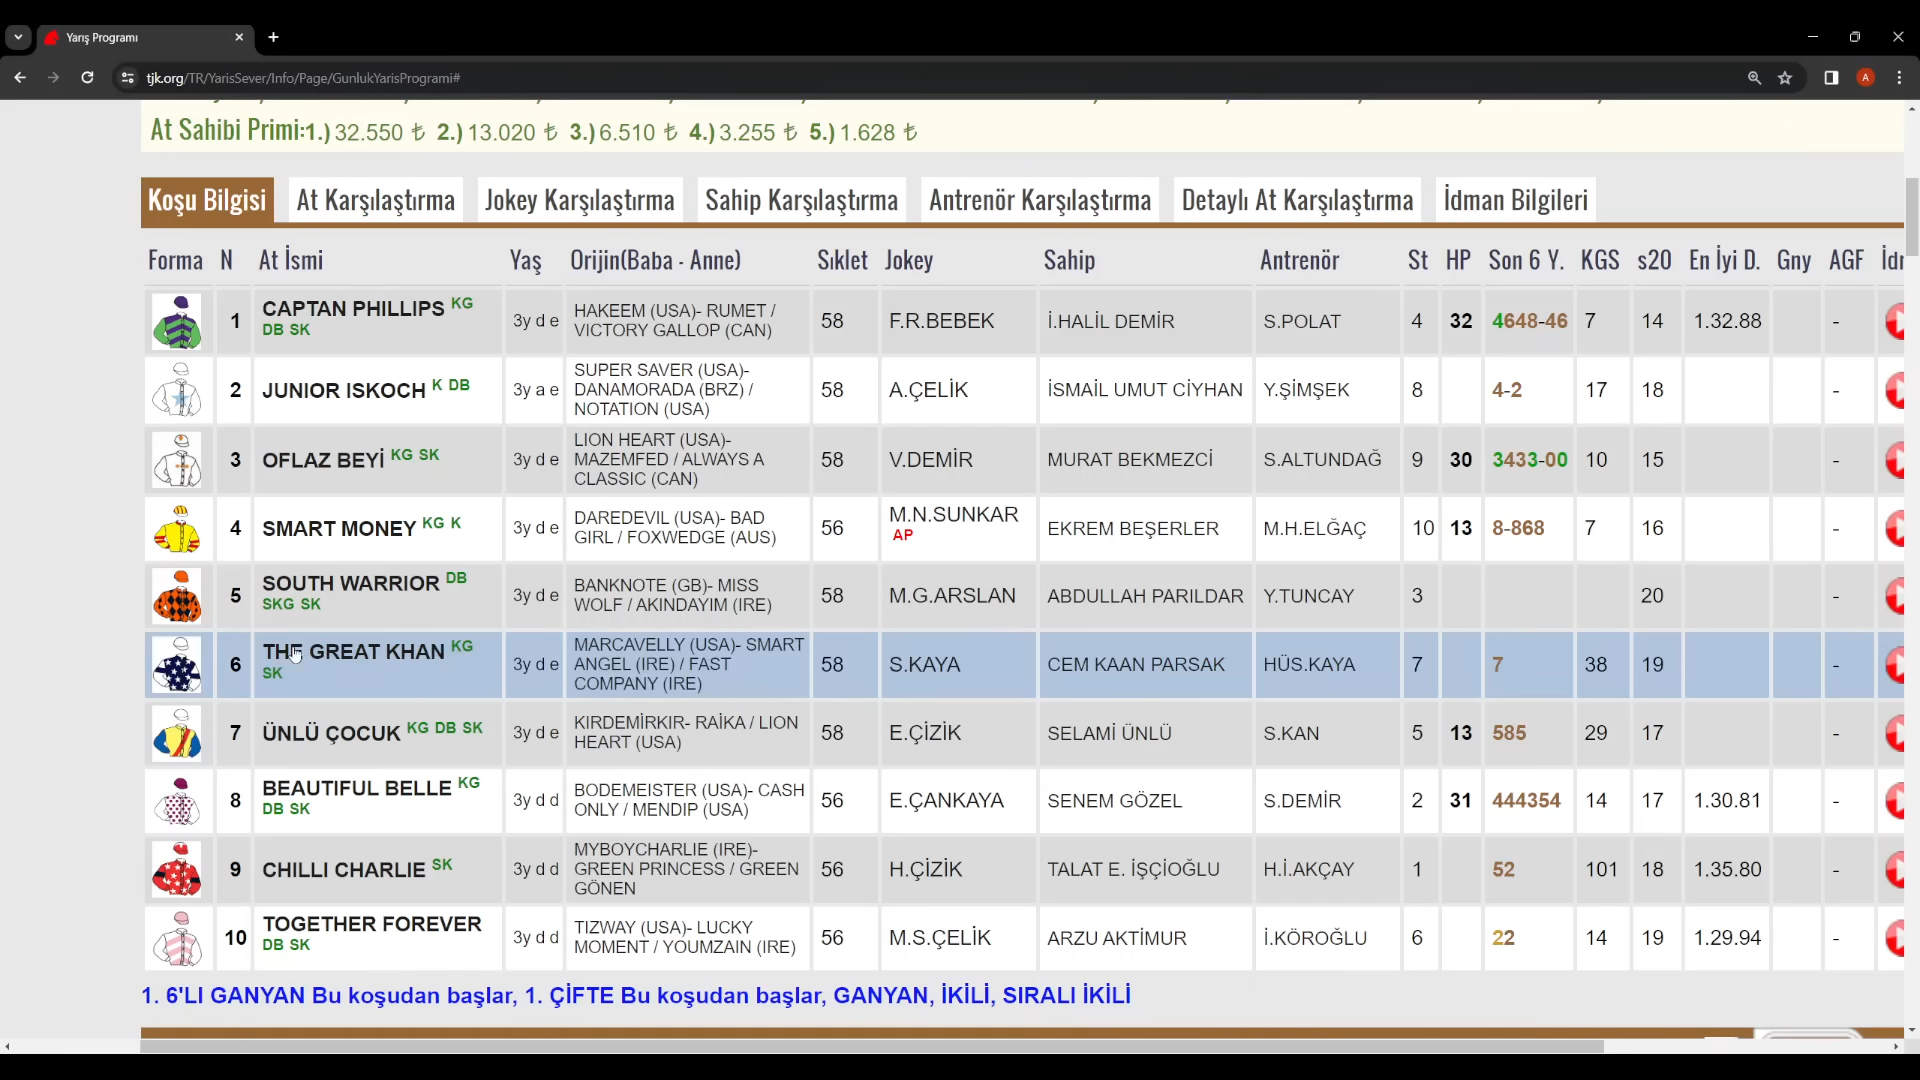 Yarış Programı
tjk.org/TR/YarisSever/Info/Page/GunlukYarisProgrami#
A
At Sahibi Primi:1.) 32.550 ₺ 2.) 13.020 ₺ 3.) 6.510 ₺ 4.) 3.255 ₺ 5.) 1.628 ₺
Koşu Bilgisi At Karşılaştırma Jokey Karşılaştırma Sahip Karşılaştırma Antrenör Karşılaştırma Detaylı At Karşılaştırma İdman Bilgileri
Forma N At İsmi Yaş Orijin(Baba - Anne) Sıklet Jokey Sahip Antrenör St HP Son 6 Y. KGS s20 En İyi D. Gny AGF
1 CAPTAN PHILLIPS KG DB SK 3y d e HAKEEM (USA)- RUMET / VICTORY GALLOP (CAN) 58 F.R.BEBEK İ.HALİL DEMİR S.POLAT 4 32 4648-46 7 14 1.32.88 -
2 JUNIOR ISKOCH K DB 3y a e SUPER SAVER (USA)- DANAMORADA (BRZ) / NOTATION (USA) 58 A.ÇELİK İSMAİL UMUT CİYHAN Y.ŞİMŞEK 8 4-2 17 18 -
3 OFLAZ BEYİ KG SK 3y d e LION HEART (USA)- MAZEMFED / ALWAYS A CLASSIC (CAN) 58 V.DEMİR MURAT BEKMEZCİ S.ALTUNDAĞ 9 30 3433-00 10 15 -
4 SMART MONEY KG K 3y d e DAREDEVIL (USA)- BAD GIRL / FOXWEDGE (AUS) 56 M.N.SUNKAR AP EKREM BEŞERLER M.H.ELĞAÇ 10 13 8-868 7 16 -
5 SOUTH WARRIOR DB SKG SK 3y d e BANKNOTE (GB)- MISS WOLF / AKINDAYIM (IRE) 58 M.G.ARSLAN ABDULLAH PARILDAR Y.TUNCAY 3 20 -
6 THE GREAT KHAN KG SK 3y d e MARCAVELLY (USA)- SMART ANGEL (IRE) / FAST COMPANY (IRE) 58 S.KAYA CEM KAAN PARSAK HÜS.KAYA 7 7 38 19 -
7 ÜNLÜ ÇOCUK KG DB SK 3y d e KIRDEMİRKIR- RAİKA / LION HEART (USA) 58 E.ÇİZİK SELAMİ ÜNLÜ S.KAN 5 13 585 29 17 -
8 BEAUTIFUL BELLE KG DB SK 3y d d BODEMEISTER (USA)- CASH ONLY / MENDIP (USA) 56 E.ÇANKAYA SENEM GÖZEL S.DEMİR 2 31 444354 14 17 1.30.81 -
9 CHILLI CHARLIE SK 3y d d MYBOYCHARLIE (IRE)- GREEN PRINCESS / GREEN GÖNEN 56 H.ÇİZİK TALAT E. İŞÇİOĞLU H.İ.AKÇAY 1 52 101 18 1.35.80 -
10 TOGETHER FOREVER DB SK 3y d d TIZWAY (USA)- LUCKY MOMENT / YOUMZAIN (IRE) 56 M.S.ÇELİK ARZU AKTİMUR İ.KÖROĞLU 6 22 14 19 1.29.94 -
1. 6'LI GANYAN Bu koşudan başlar, 1. ÇİFTE Bu koşudan başlar, GANYAN, İKİLİ, SIRALI İKİLİ